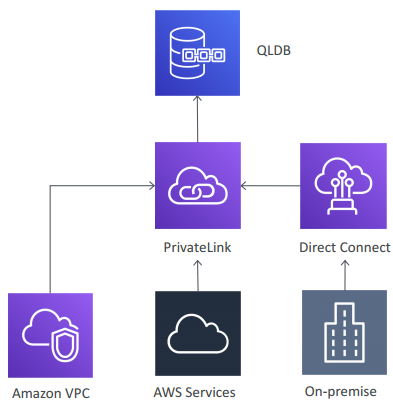 QLDB
PrivateLink
Direct Connect
Amazon VPC
AWS Services
On-premise